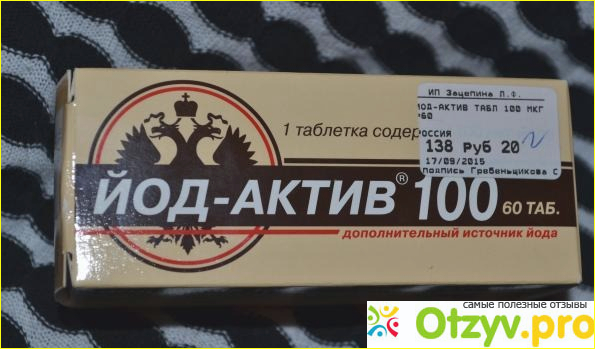 ИП Зацепина Л.Ф.
ЙОД-АКТИВ ТАБЛ 100 МКГ
№60
РОССИЯ
138 Руб 20
17/09/2015
Подпись Гребеньщикова С
1 таблетка содер
ЙОД-АКТИВ® 100 60 ТАБ.
дополнительный источник йода
самые полезные отзывы
Otzyv.pro